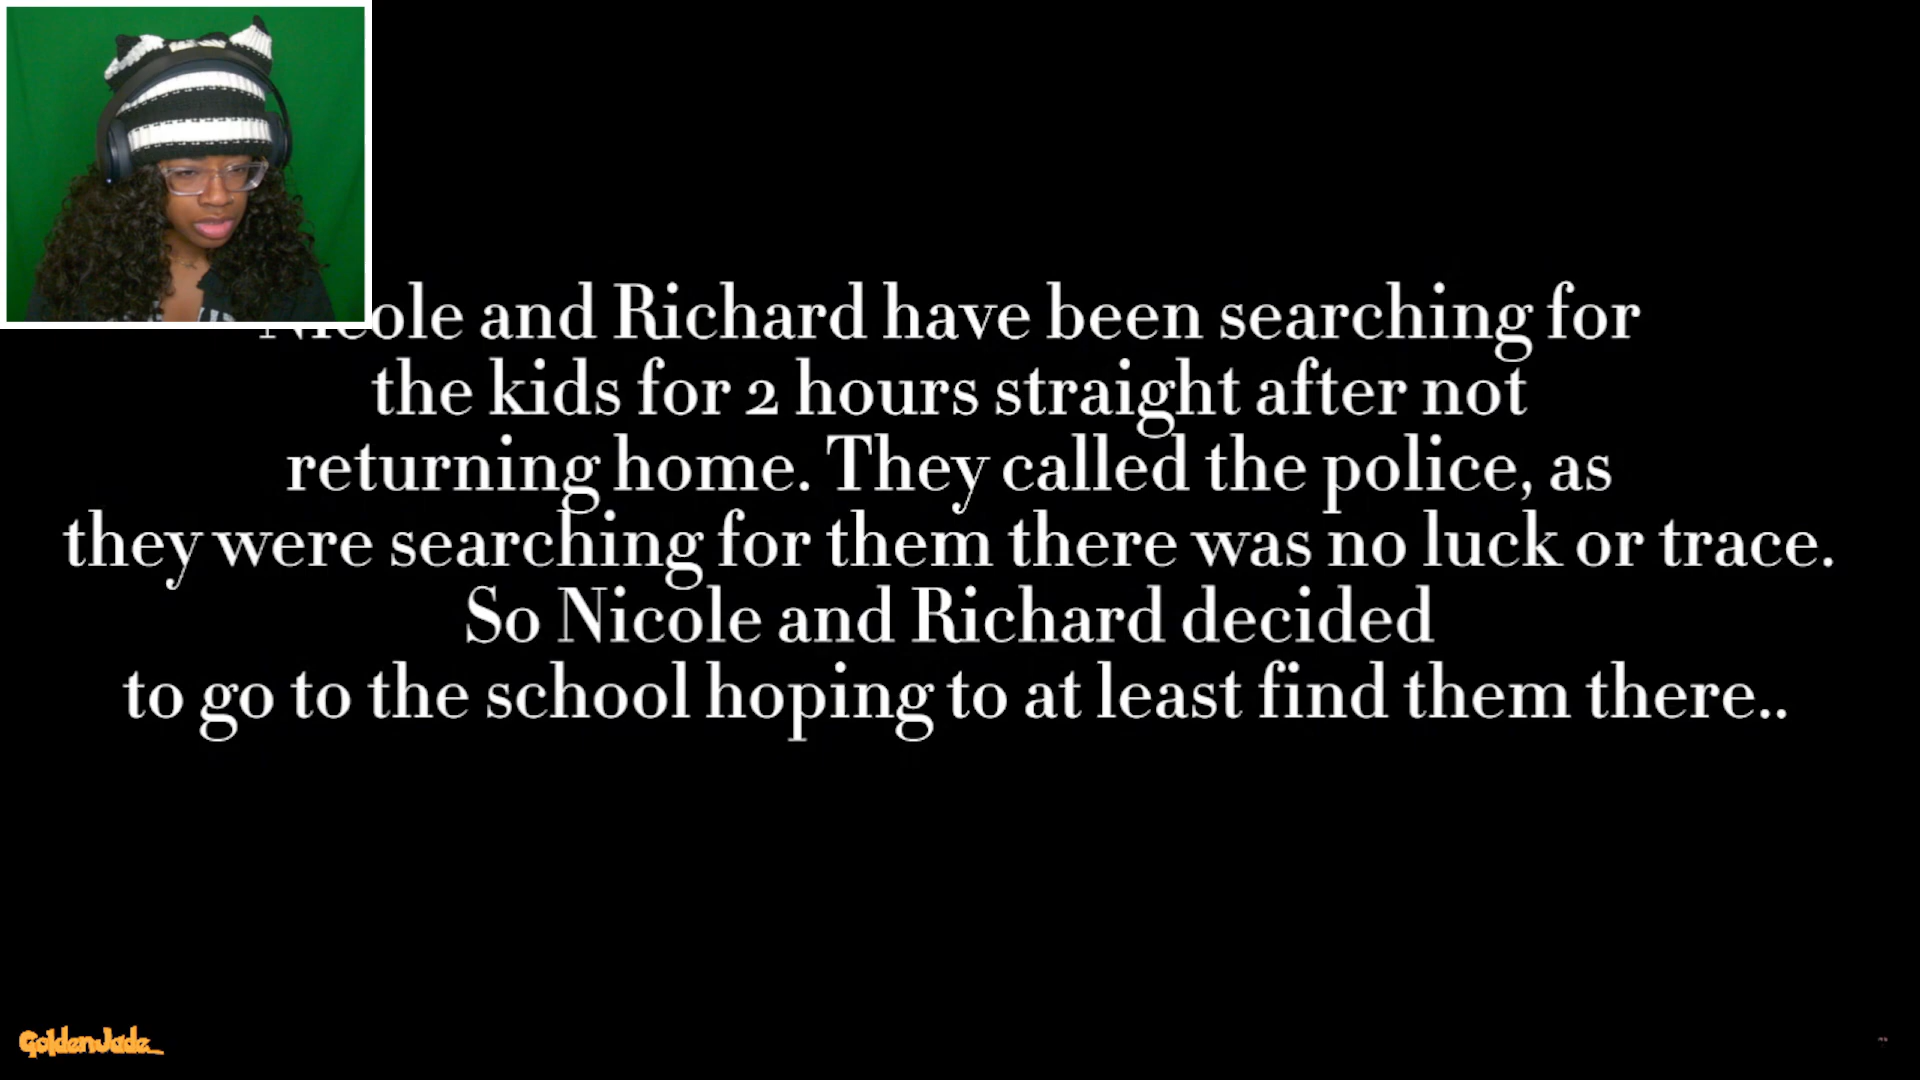 Nicole and Richard have been searching for
the kids for 2 hours straight after not
returning home. They called the police, as
they were searching for them there was no luck or trace.
So Nicole and Richard decided
to go to the school hoping to at least find them there..
GoldenJade_